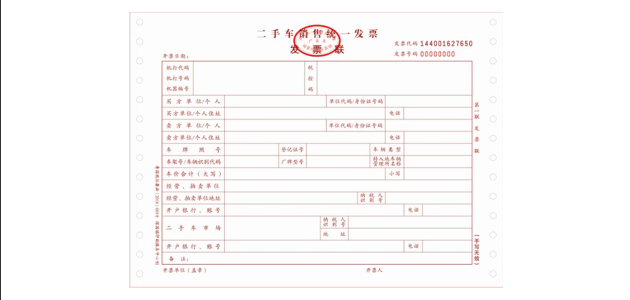 二手车销售统一发票
发票联
发票代码 144001627650
发票号码 00000000
开票日期:
机打代码
机打号码
机器编号
税控码
买方单位/个人
单位代码/身份证号码
买方单位/个人住址
电话
卖方单位/个人
单位代码/身份证号码
卖方单位/个人住址
电话
车牌照号
登记证号
车辆类型
车架号/车辆识别代码
厂牌型号
转入地车辆管理所名称
车价合计(大写)
小写
经营、拍卖单位
经营、拍卖单位地址
纳税人识别号
开户银行、账号
电话
二手车市场
纳税人识别号
地址
开户银行、账号
电话
备注:
开票单位(盖章)
开票人
第一联 发票联
(手写无效)